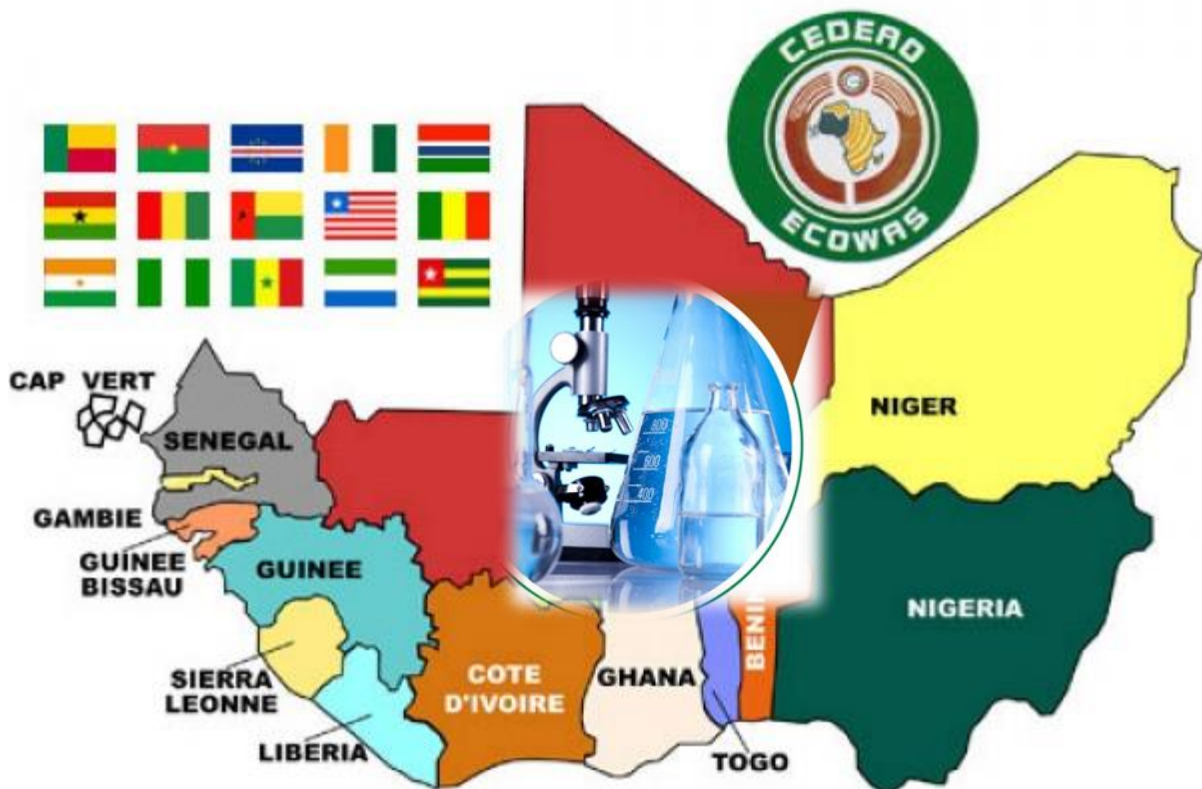 CEDEAO
ECOWAS
CAP VERT
SENEGAL
GAMBIE
GUINEE
BISSAU
GUINEE
SIERRA
LEONNE
LIBERIA
COTE
D'IVOIRE
GHANA
TOGO
NIGER
NIGERIA
800
600
400